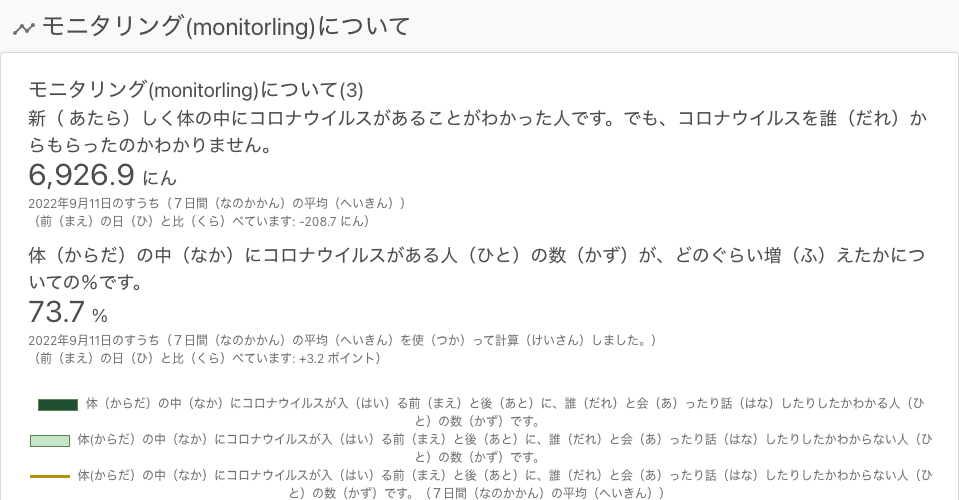 モニタリング(monitorling)について
モニタリング(monitorling)について(3)
新（ あたら）しく体の中にコロナウイルスがあることがわかった人です。でも、コロナウイルスを誰（だれ）か
らもらったのかわかりません。
6,926.9 にん
2022年9月11日のすうち（７日間（なのかかん）の平均（へいきん））
（前（まえ）の日（ひ）と比（くら）べています: -208.7 にん）
体（からだ）の中（なか）にコロナウイルスがある人（ひと）の数（かず）が、どのぐらい増（ふ）えたかにつ
いての％です。
73.7 ％
2022年9月11日のすうち（７日間（なのかかん）の平均（へいきん）を使（つか）って計算（けいさん）しました。）
（前（まえ）の日（ひ）と比（くら）べています: +3.2 ポイント）
体（からだ）の中（なか）にコロナウイルスが入（はい）る前（まえ）と後（あと）に、誰（だれ）と会（あ）ったり話（はな）したりしたかわかる人（ひ
と）の数（かず）です。
体(からだ）の中（なか）にコロナウイルスが入（はい）る前（まえ）と後（あと）に、誰（だれ）と会（あ）ったり話（はな）したりしたかわからない人（ひ
と）の数（かず）です。
体(からだ）の中（なか）にコロナウイルスが入（はい）る前（まえ）と後（あと）に、誰（だれ）と会（あ）ったり話（はな）したりしたかわからない人（ひ
と）の数（かず）です。（７日間（なのかかん）の平均（へいきん））